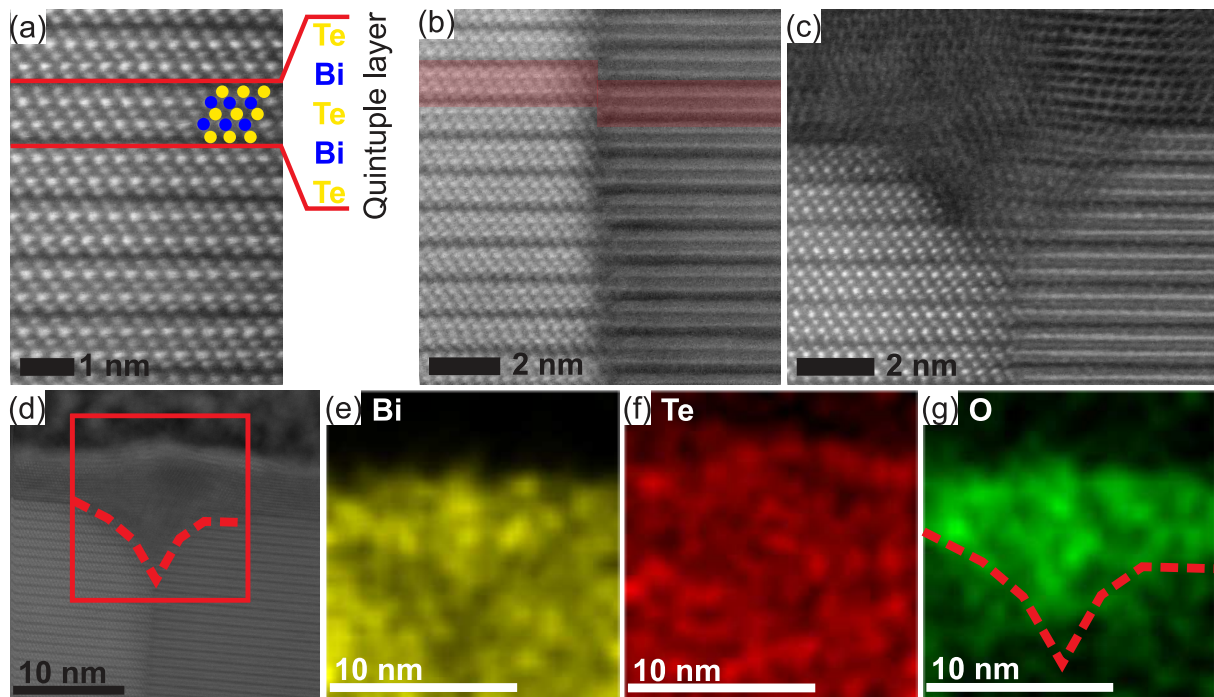 (a)
Te
Bi
Te
Bi
Te
Quintuple layer
1 nm
(b)
2 nm
(c)
2 nm
(d)
10 nm
(e) Bi
10 nm
(f) Te
10 nm
(g) O
10 nm